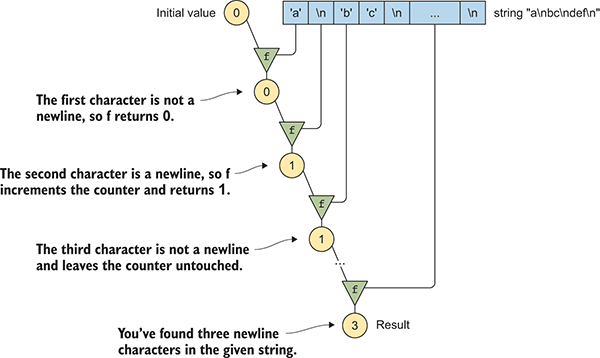 Initial value 0 'a' \n 'b' 'c' \n ... \n string "a\nbc\ndef\n"
f
0
The first character is not a
newline, so f returns 0.
f
1
The second character is a newline, so f
increments the counter and returns 1.
f
1
The third character is not a newline
and leaves the counter untouched.
...
f
3 Result
You've found three newline
characters in the given string.